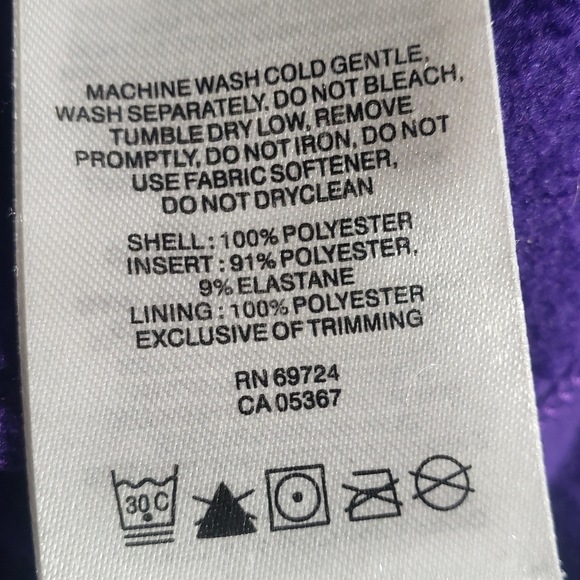 MACHINE WASH COLD GENTLE,
WASH SEPARATELY, DO NOT BLEACH,
TUMBLE DRY LOW, REMOVE
PROMPTLY, DO NOT IRON, DO NOT
USE FABRIC SOFTENER,
DO NOT DRYCLEAN
SHELL : 100% POLYESTER
INSERT : 91% POLYESTER,
9% ELASTANE
LINING : 100% POLYESTER
EXCLUSIVE OF TRIMMING
RN 69724
CA 05367
30 C